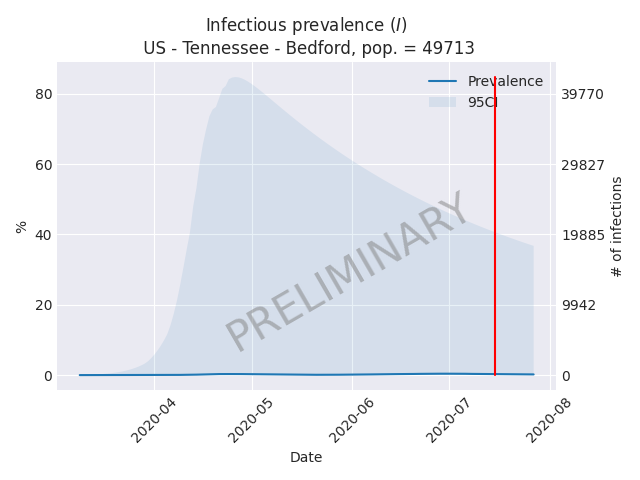 Infectious prevalence (I)
US - Tennessee - Bedford, pop. = 49713
Prevalence
95CI
80
60
40
20
0
%
39770
29827
19885
9942
0
# of infections
PRELIMINARY
2020-04
2020-05
2020-06
2020-07
2020-08
Date